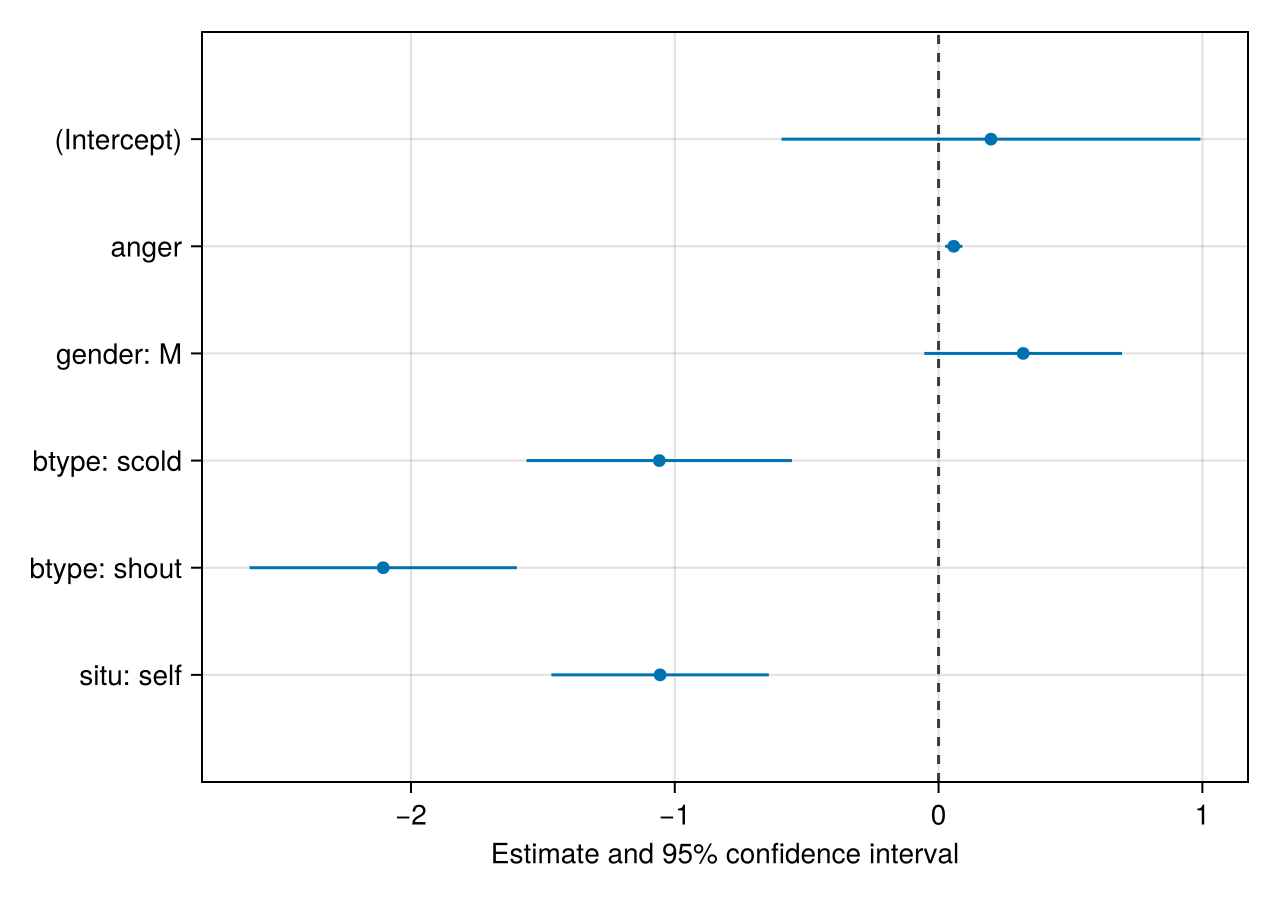 (Intercept)
anger
gender: M
btype: scold
btype: shout
situ: self
−2 −1 0 1
Estimate and 95% confidence interval